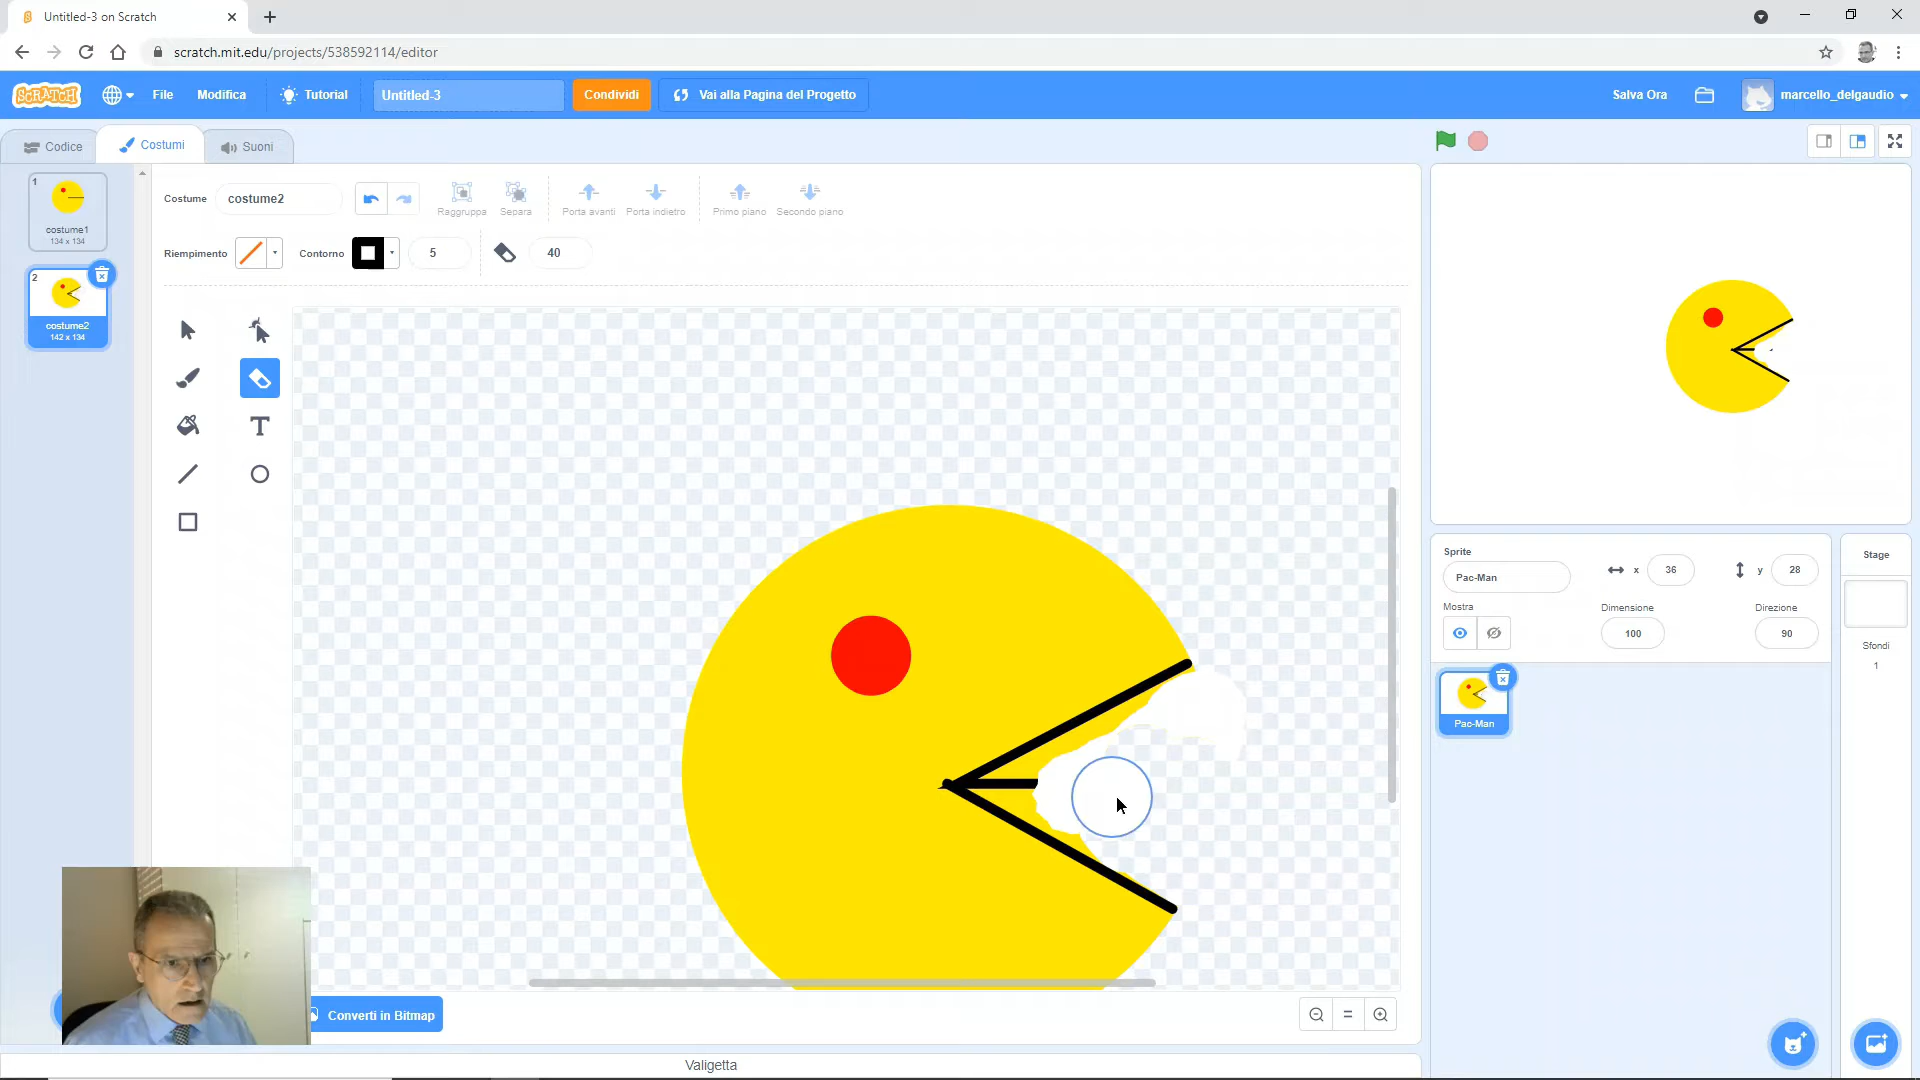 Untitled-3 on Scratch
scratch.mit.edu/projects/538592114/editor
SCRATCH
File
Modifica
Tutorial
Untitled-3
Condividi
Vai alla Pagina del Progetto
Salva Ora
marcello_delgaudio
Codice
Costumi
Suoni
1
costume1
134 x 134
2
costume2
142 x 134
Costume
costume2
Raggruppa
Separa
Porta avanti
Porta indietro
Primo piano
Secondo piano
Riempimento
Contorno
5
40
Converti in Bitmap
Valigetta
Sprite
Pac-Man
x
36
y
28
Mostra
Dimensione
100
Direzione
90
Pac-Man
Stage
Sfondi
1